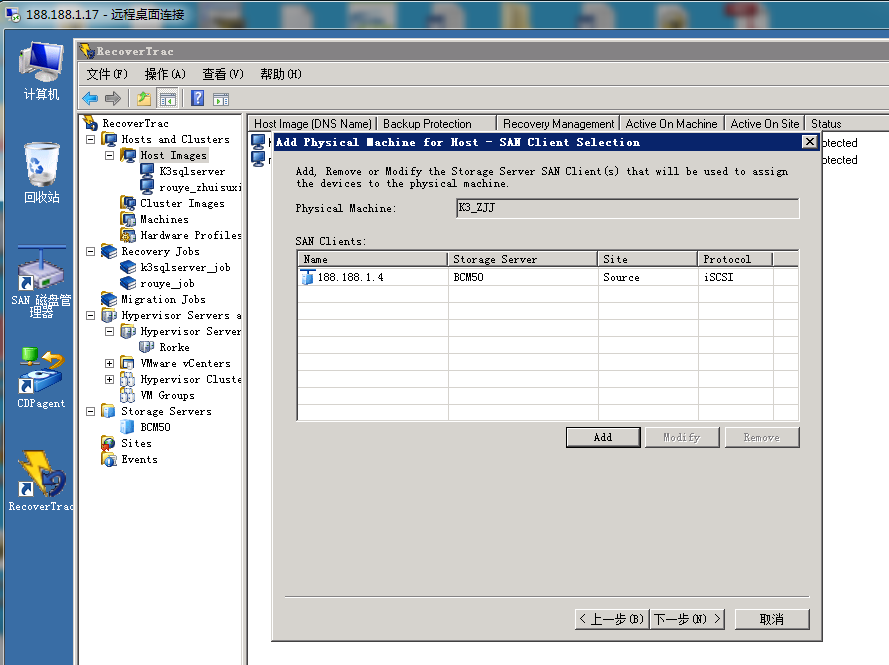 188.188.1.17 - 远程桌面连接
计算机
回收站
SAN 磁盘管
理器
CDPagent
RecoverTrac
RecoverTrac
文件(F) 操作(A) 查看(V) 帮助(H)
RecoverTrac
Hosts and Clusters
Host Images
K3sqlserver
rouye_zhuisuxi
Cluster Images
Machines
Hardware Profiles
Recovery Jobs
k3sqlserver_job
rouye_job
Migration Jobs
Hypervisor Servers a
Hypervisor Server
Rorke
VMware vCenters
Hypervisor Cluste
VM Groups
Storage Servers
BCM50
Sites
Events
Host Image (DNS Name) Backup Protection Recovery Management Active On Machine Active On Site Status
otected
otected
Add Physical Machine for Host - SAN Client Selection
Add, Remove or Modify the Storage Server SAN Client(s) that will be used to assign
the devices to the physical machine.
Physical Machine: K3_ZJJ
SAN Clients:
Name Storage Server Site Protocol
188.188.1.4 BCM50 Source iSCSI
Add Modify Remove
< 上一步(B) 下一步(N) > 取消